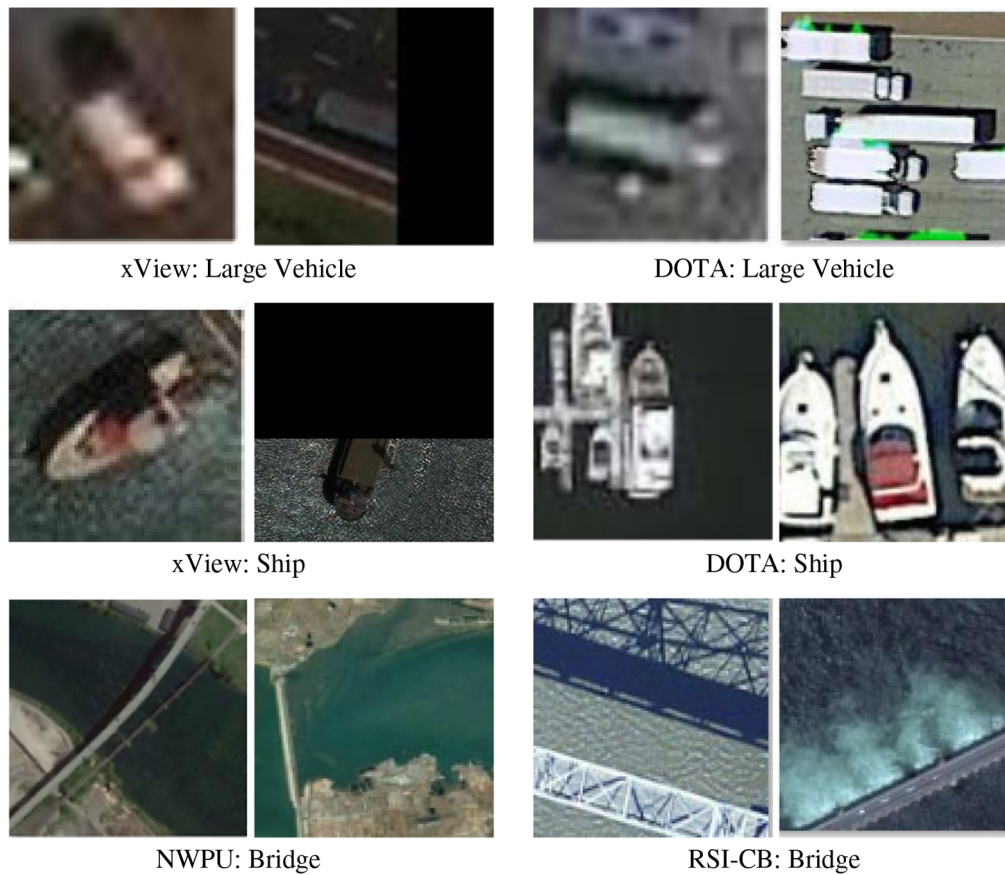 xView: Large Vehicle
DOTA: Large Vehicle
xView: Ship
DOTA: Ship
NWPU: Bridge
RSI-CB: Bridge